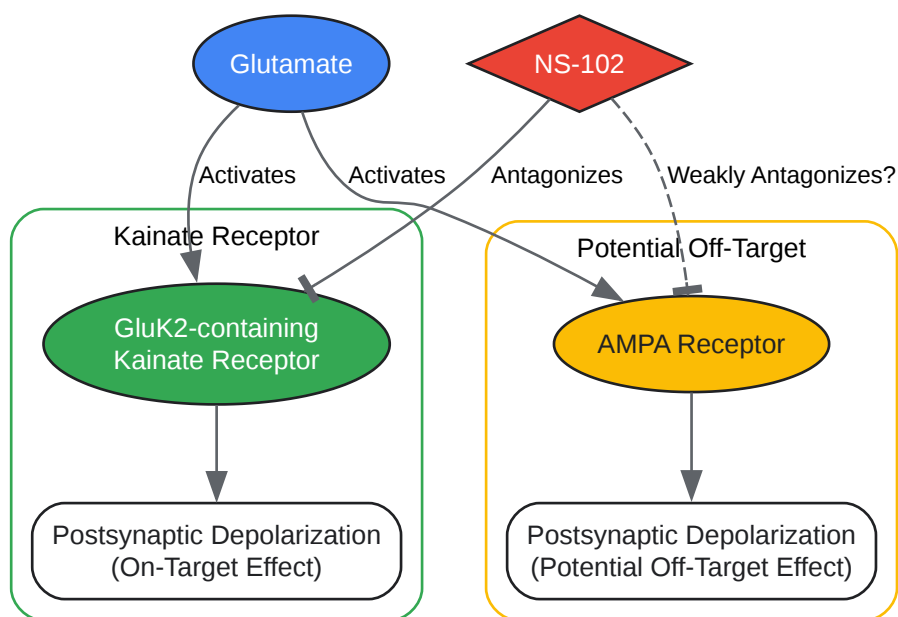 Glutamate
NS-102
Activates
Activates
Antagonizes
Weakly Antagonizes?
Kainate Receptor
Potential Off-Target
GluK2-containing
Kainate Receptor
AMPA Receptor
Postsynaptic Depolarization
(On-Target Effect)
Postsynaptic Depolarization
(Potential Off-Target Effect)